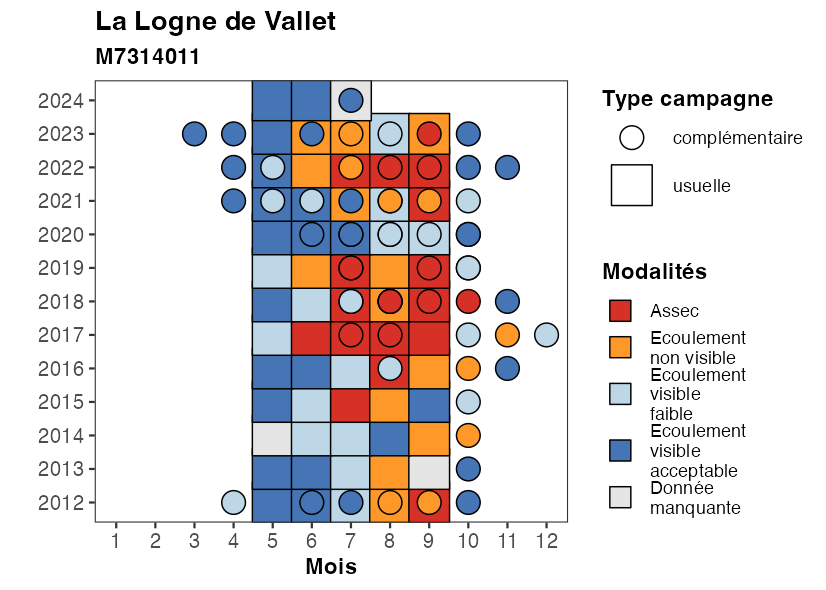 La Logne de Vallet
M7314011
2024
2023
2022
2021
2020
2019
2018
2017
2016
2015
2014
2013
2012
1 2 3 4 5 6 7 8 9 10 11 12
Mois
Type campagne
complémentaire
usuelle
Modalités
Assec
Ecoulement
non visible
Ecoulement
visible
faible
Ecoulement
visible
acceptable
Donnée
manquante